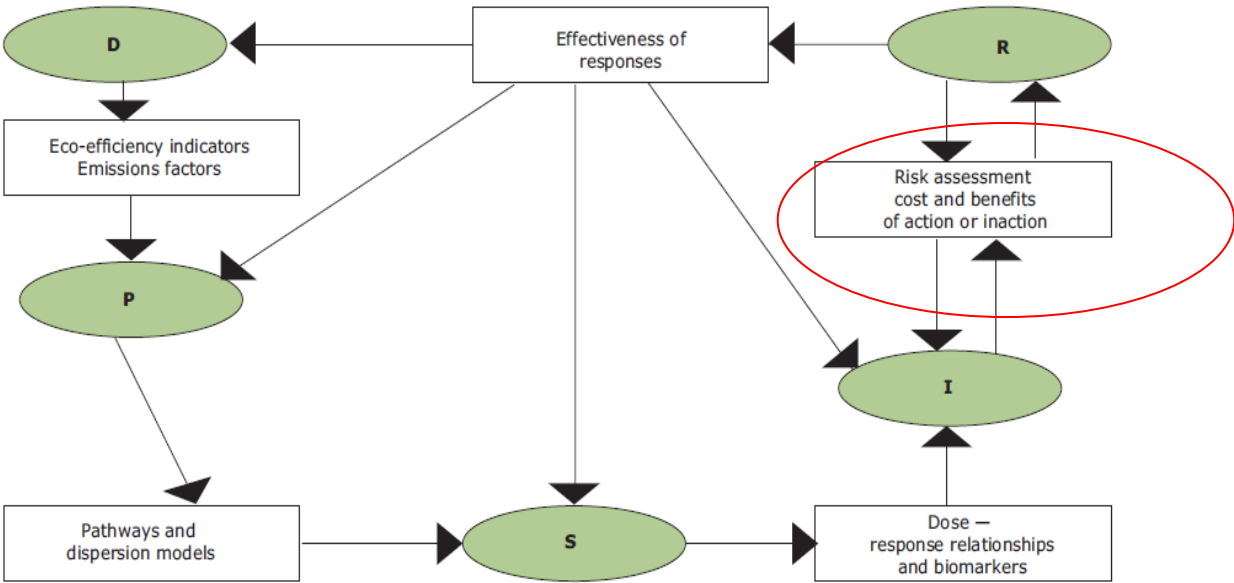 D
Effectiveness of
responses
R
Eco-efficiency indicators
Emissions factors
Risk assessment
cost and benefits
of action or inaction
P
I
Pathways and
dispersion models
S
Dose —
response relationships
and biomarkers